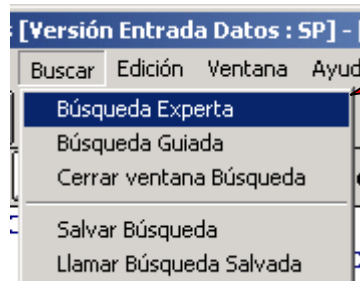 [Versión Entrada Datos : SP] -
Buscar Edición Ventana Ayud
Búsqueda Experta
Búsqueda Guiada
Cerrar ventana Búsqueda
Salvar Búsqueda
Llamar Búsqueda Salvada